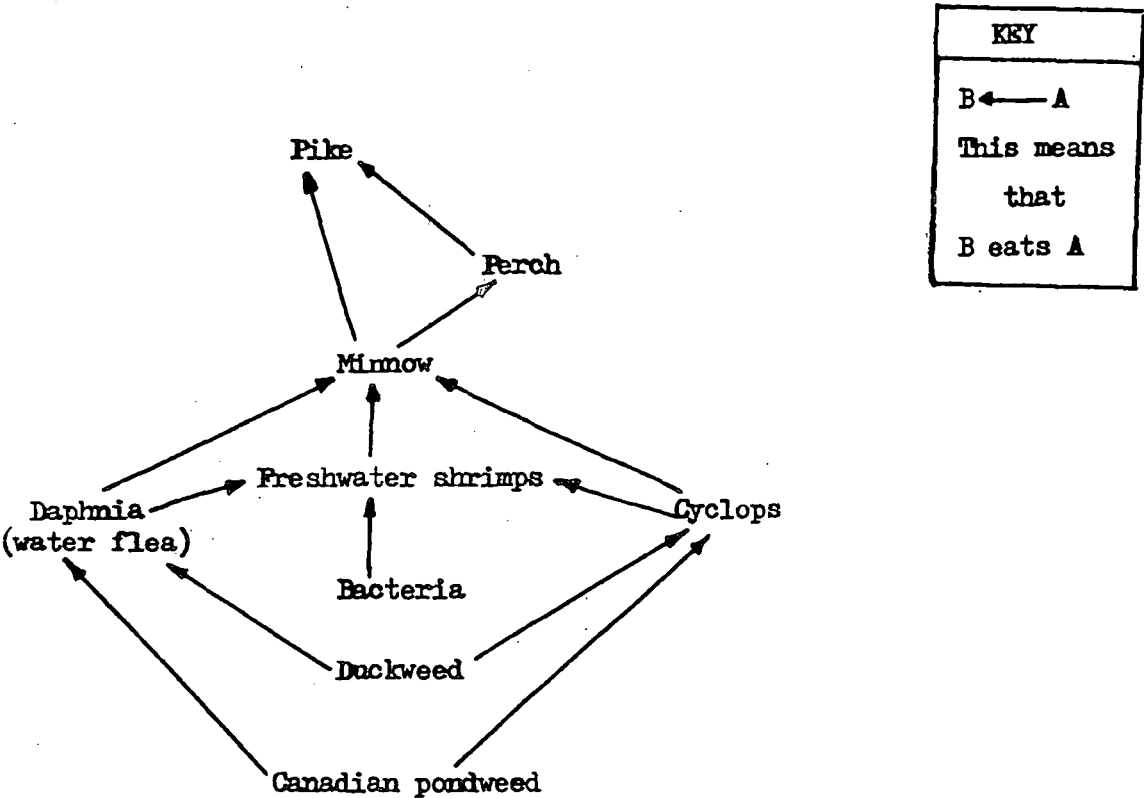 KEY
B ← A
This means
that
B eats A
Pike
Perch
Minnow
Freshwater shrimps
Daphnia
(water flea)
Cyclops
Bacteria
Duckweed
Canadian pondweed